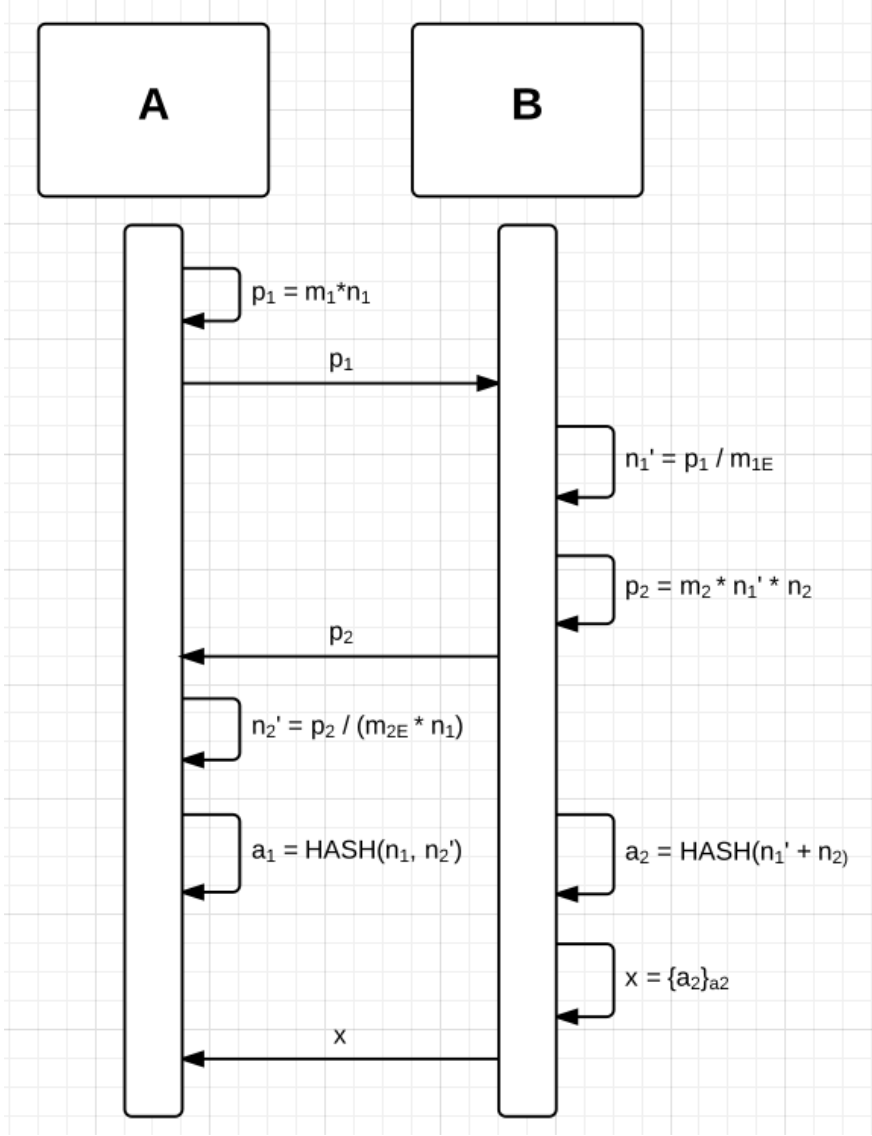 A
B
p₁ = m₁*n₁
p₁
n₁' = p₁ / m₁E
p₂ = m₂ * n₁' * n₂
p₂
n₂' = p₂ / (m₂E * n₁)
a₁ = HASH(n₁, n₂')
a₂ = HASH(n₁' + n₂)
x = {a₂}a2
x